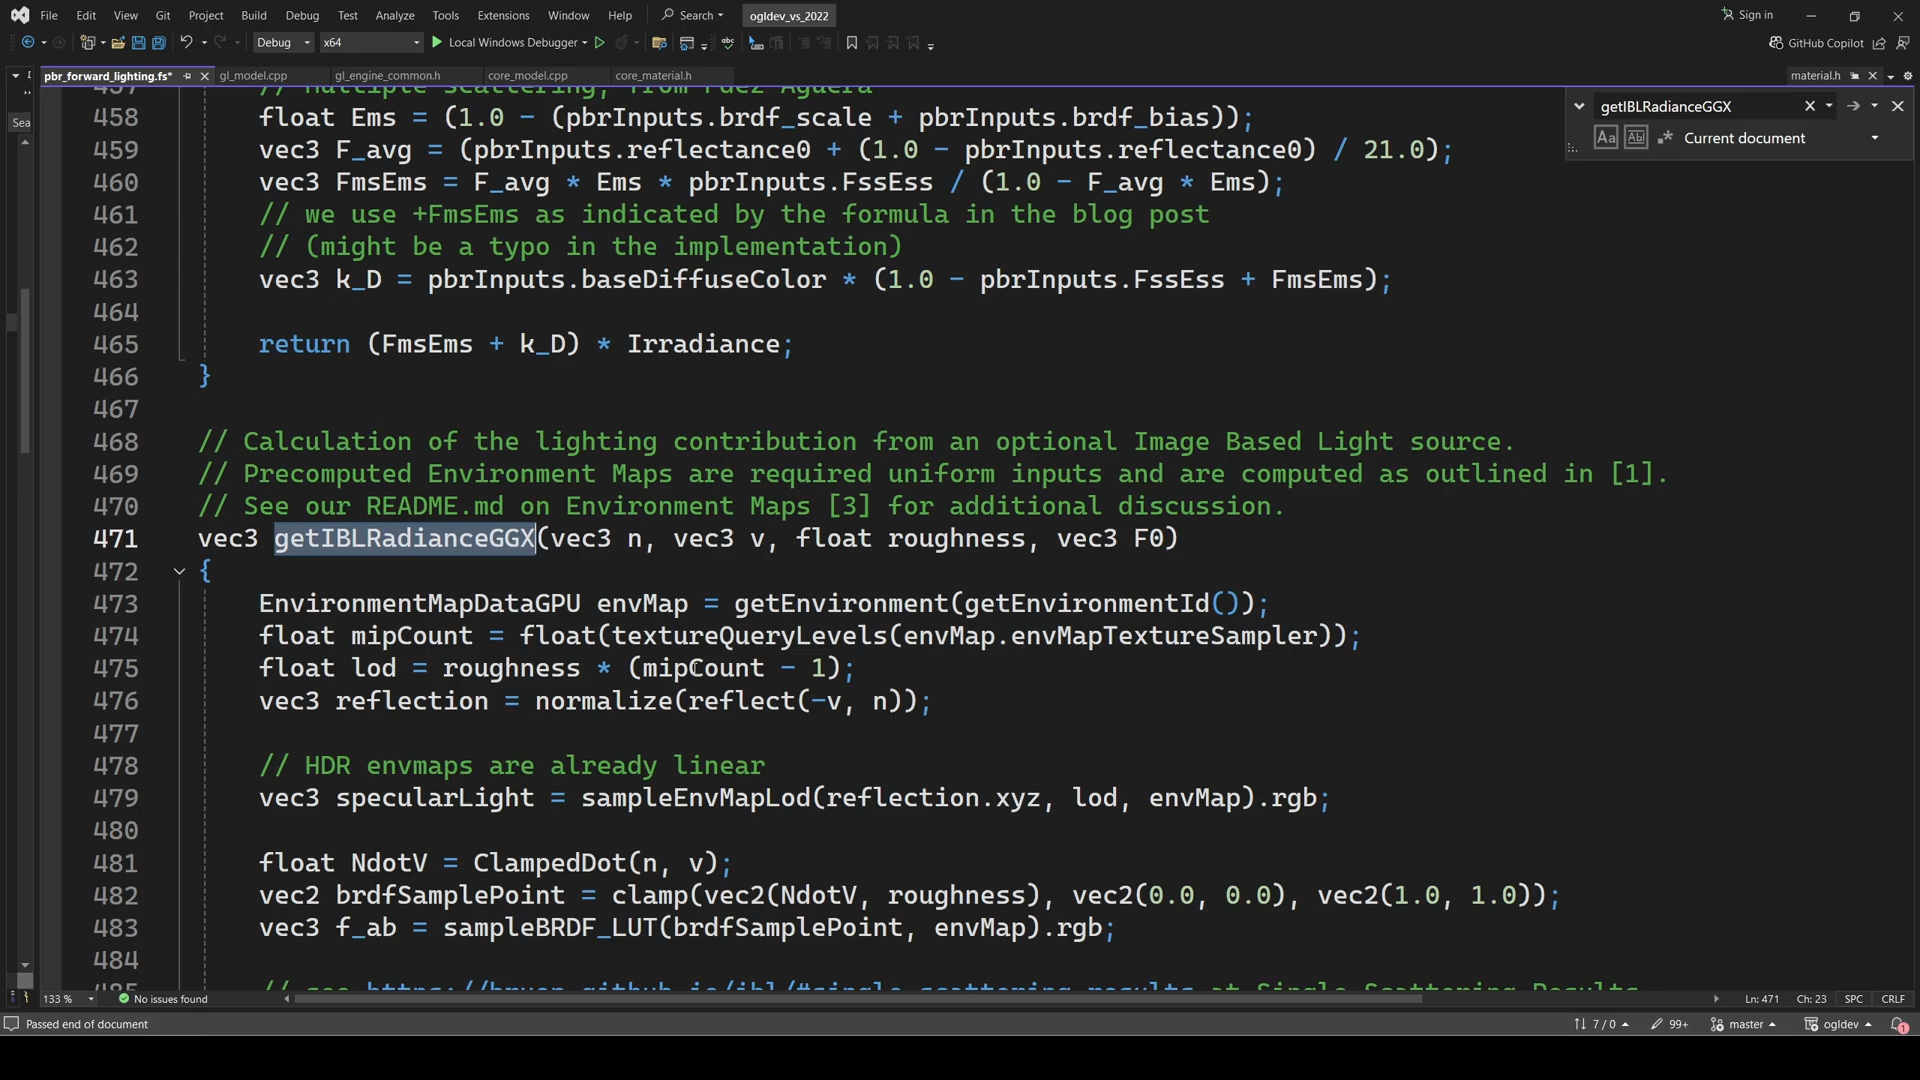 File Edit View Git Project Build Debug Test Analyze Tools Extensions Window Help Search ogldev_vs_2022 Sign in
Debug x64 Local Windows Debugger GitHub Copilot
pbr_forward_lighting.fs* gl_model.cpp gl_engine_common.h core_model.cpp core_material.h material.h
getIBLRadianceGGX
Aa Current document
Sea
458 float Ems = (1.0 - (pbrInputs.brdf_scale + pbrInputs.brdf_bias));
459 vec3 F_avg = (pbrInputs.reflectance0 + (1.0 - pbrInputs.reflectance0) / 21.0);
460 vec3 FmsEms = F_avg * Ems * pbrInputs.FssEss / (1.0 - F_avg * Ems);
461 // we use +FmsEms as indicated by the formula in the blog post
462 // (might be a typo in the implementation)
463 vec3 k_D = pbrInputs.baseDiffuseColor * (1.0 - pbrInputs.FssEss + FmsEms);
464
465 return (FmsEms + k_D) * Irradiance;
466 }
467
468 // Calculation of the lighting contribution from an optional Image Based Light source.
469 // Precomputed Environment Maps are required uniform inputs and are computed as outlined in [1].
470 // See our README.md on Environment Maps [3] for additional discussion.
471 vec3 getIBLRadianceGGX(vec3 n, vec3 v, float roughness, vec3 F0)
472 {
473 EnvironmentMapDataGPU envMap = getEnvironment(getEnvironmentId());
474 float mipCount = float(textureQueryLevels(envMap.envMapTextureSampler));
475 float lod = roughness * (mipCount - 1);
476 vec3 reflection = normalize(reflect(-v, n));
477
478 // HDR envmaps are already linear
479 vec3 specularLight = sampleEnvMapLod(reflection.xyz, lod, envMap).rgb;
480
481 float NdotV = ClampedDot(n, v);
482 vec2 brdfSamplePoint = clamp(vec2(NdotV, roughness), vec2(0.0, 0.0), vec2(1.0, 1.0));
483 vec3 f_ab = sampleBRDF_LUT(brdfSamplePoint, envMap).rgb;
484
133 % No issues found Ln: 471 Ch: 23 SPC CRLF
Passed end of document 7 / 0 99+ master ogldev 1